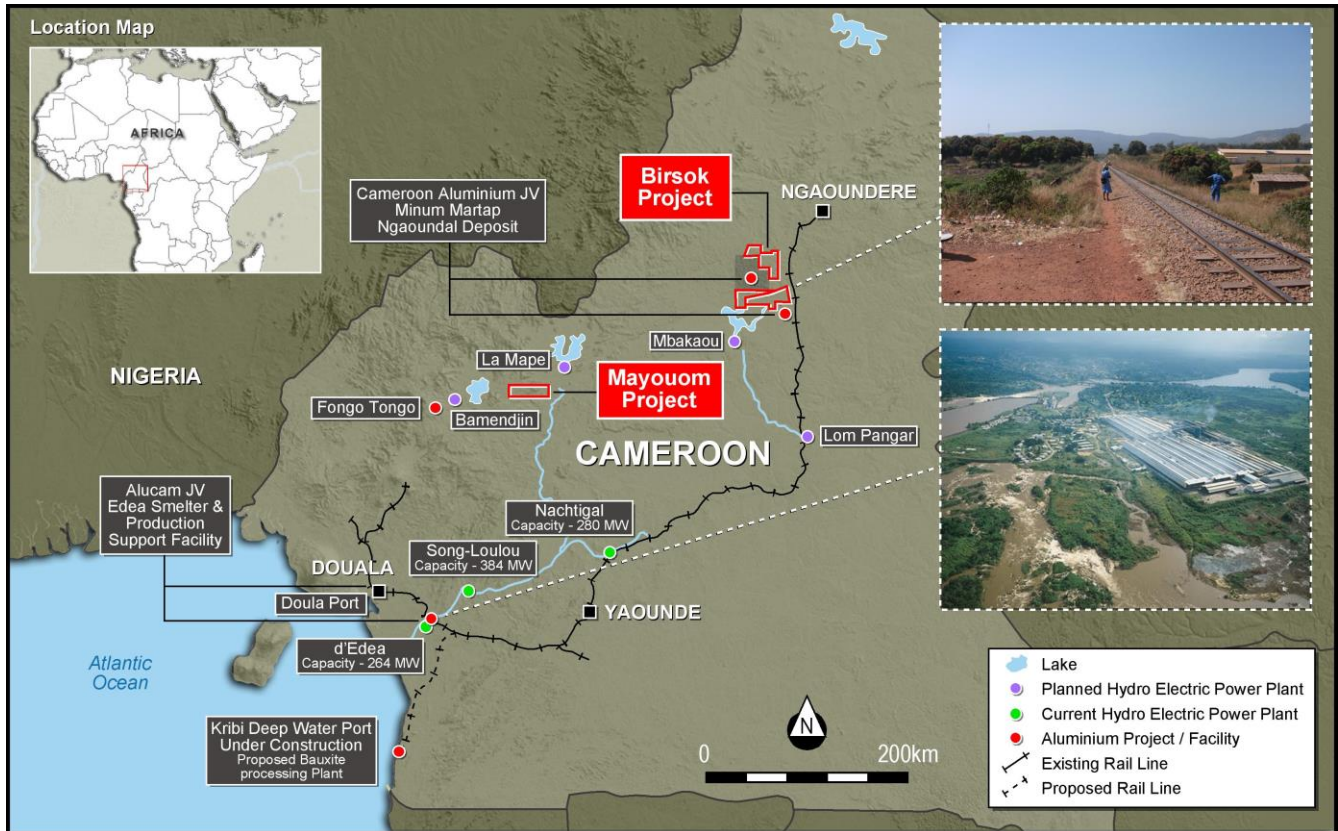 Location Map
AFRICA
Birsok
Project
NGAOUNDERE
Cameroon Aluminium JV
Minum Martap
Ngaoundal Deposit
Mbakaou
La Mape
NIGERIA
Mayouom
Project
Fongo Tongo
Bamendjin
Lom Pangar
CAMEROON
Alucam JV
Edea Smelter &
Production
Support Facility
Nachtigal
Capacity - 280 MW
Song-Loulou
Capacity - 384 MW
DOUALA
Doula Port
YAOUNDE
d'Edea
Capacity - 264 MW
Atlantic
Ocean
Kribi Deep Water Port
Under Construction
Proposed Bauxite
processing Plant
N
0 200km
Lake
Planned Hydro Electric Power Plant
Current Hydro Electric Power Plant
Aluminium Project / Facility
Existing Rail Line
Proposed Rail Line